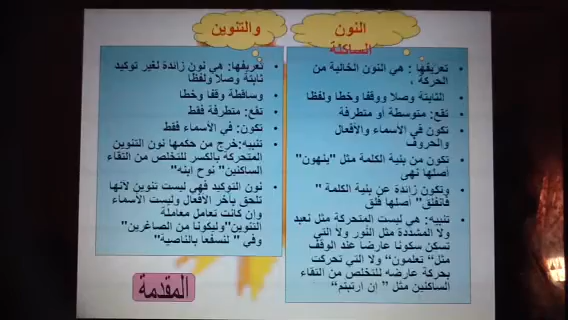 النون
الساكنة
تعريفها : هي النون الخالية من
الحركة ،
الثابتة وصلا ووقفا وخطا ولفظا
تقع: متوسطة أو متطرفة
تكون في الأسماء والأفعال
والحروف
تكون من بنية الكلمة مثل "ينهون"
أصلها نهى
وتكون زائدة عن بنية الكلمة "
فانفلق" أصلها فلق
تنبيه: هي ليست المتحركة مثل نعبد
ولا المشددة مثل النور ولا التي
تسكن سكونا عارضا عند الوقف
مثل" تعلمون" ولا التي تحركت
بحركة عارضه للتخلص من التقاء
الساكنين مثل " إن ارتبتم"
والتنوين
تعريفها: هي نون زائدة لغير توكيد
ثابتة وصلا ولفظا
وساقطة وقفا وخطا
تقع: متطرفة فقط
تكون: في الأسماء فقط
تنبيه:خرج من حكمها نون التنوين
المتحركة بالكسر للتخلص من التقاء
الساكنين" نوح ابنه"
نون التوكيد فهي ليست تنوين لأنها
تلحق بآخر الأفعال وليست الأسماء
وإن كانت تعامل معاملة
التنوين"وليكونا من الصاغرين"
وفي " لنسفعا بالناصية"
المقدمة